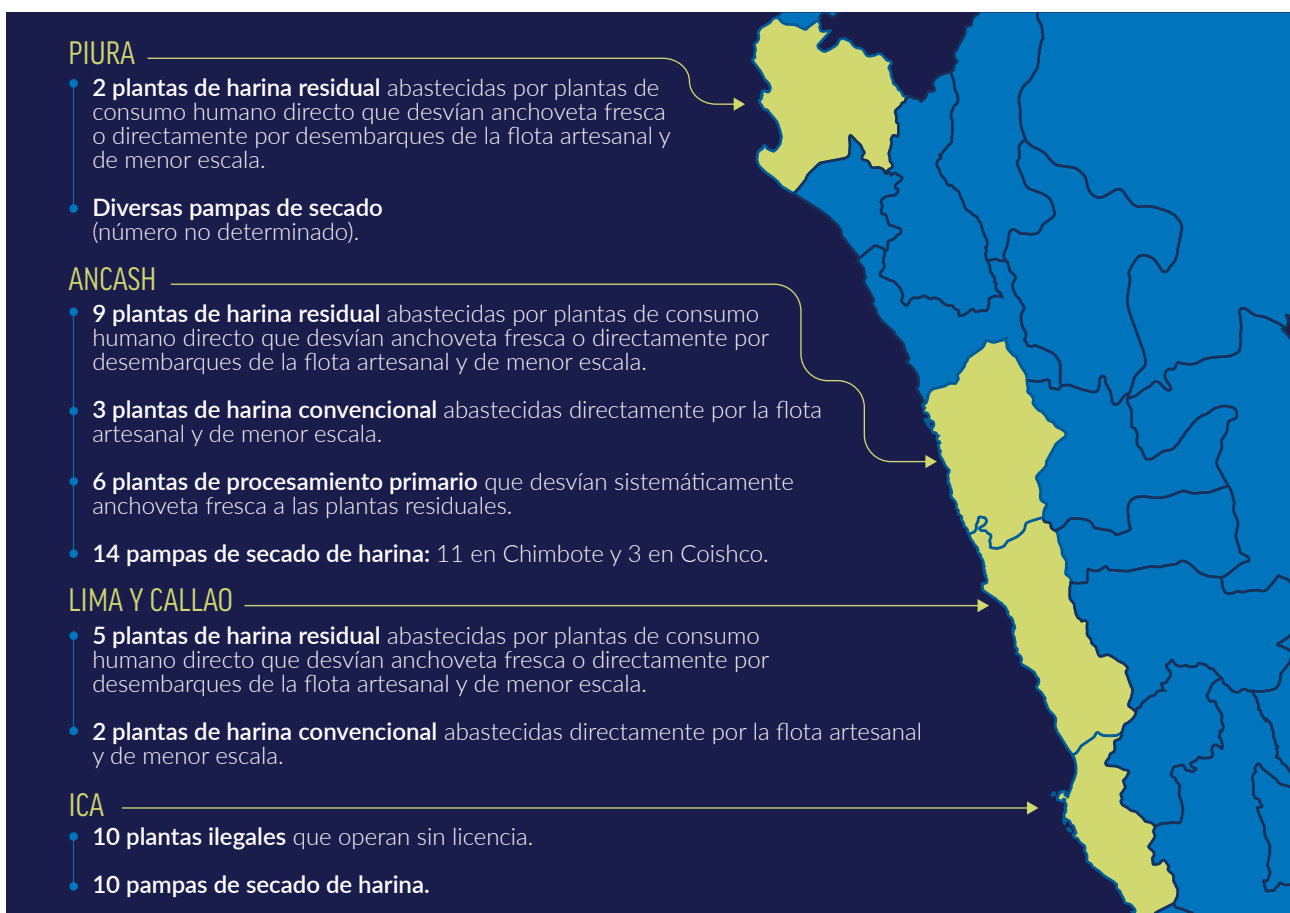 PIURA
2 plantas de harina residual abastecidas por plantas de
consumo humano directo que desvían anchoveta fresca
o directamente por desembarques de la flota artesanal y
de menor escala.
Diversas pampas de secado
(número no determinado).
ANCASH
9 plantas de harina residual abastecidas por plantas de consumo
humano directo que desvían anchoveta fresca o directamente por
desembarques de la flota artesanal y de menor escala.
3 plantas de harina convencional abastecidas directamente por la flota
artesanal y de menor escala.
6 plantas de procesamiento primario que desvían sistemáticamente
anchoveta fresca a las plantas residuales.
14 pampas de secado de harina: 11 en Chimbote y 3 en Coishco.
LIMA Y CALLAO
5 plantas de harina residual abastecidas por plantas de consumo
humano directo que desvían anchoveta fresca o directamente por
desembarques de la flota artesanal y de menor escala.
2 plantas de harina convencional abastecidas directamente por la flota artesanal
y de menor escala.
ICA
10 plantas ilegales que operan sin licencia.
10 pampas de secado de harina.